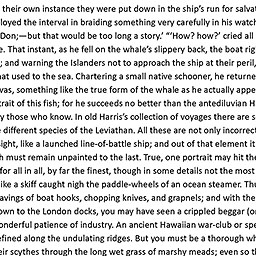 their own instance they were put down in the ship's run for salvat
loyed the interval in braiding something very carefully in his watch
Don;—but that would be too long a story.' "'How? how?' cried all
e. That instant, as he fell on the whale's slippery back, the boat rig
; and warning the Islanders not to approach the ship at their peril,
hat used to the sea. Chartering a small native schooner, he returne
vas, something like the true form of the whale as he actually appe
trait of this fish; for he succeeds no better than the antediluvian H
y those who know. In old Harris's collection of voyages there are s
e different species of the Leviathan. All these are not only incorrect
ight, like a launched line-of-battle ship; and out of that element it
h must remain unpainted to the last. True, one portrait may hit the
for all in all, by far the finest, though in some details not the most
ike a skiff caught nigh the paddle-wheels of an ocean steamer. Thu
avings of boat hooks, chopping knives, and grapnels; and with the
own to the London docks, you may have seen a crippled beggar (o
onderful patience of industry. An ancient Hawaiian war-club or spe
efined along the undulating ridges. But you must be a thorough wh
eir scythes through the long wet grass of marshy meads; even so th